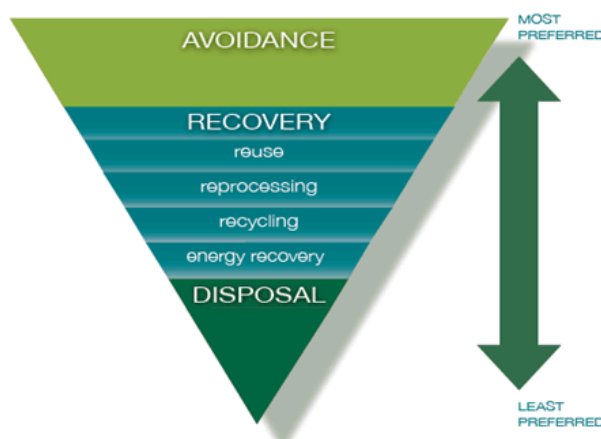 AVOIDANCE
MOST
PREFERRED
RECOVERY
reuse
reprocessing
recycling
energy recovery
DISPOSAL
LEAST
PREFERRED